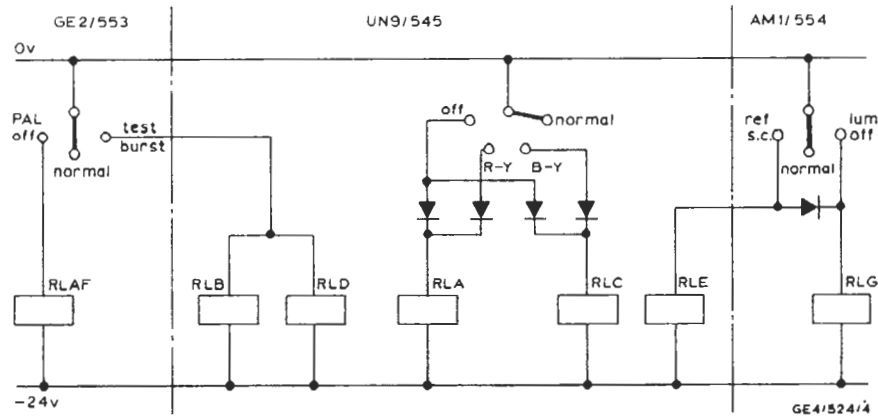 GE2/553 UN9/545 AM1/554
0v
PAL
off
normal
test
burst
off
normal
R-Y B-Y
ref
s.c.
normal
lum
off
RLAF RLB RLD RLA RLC RLE RLG
-24v
GE4/524/4